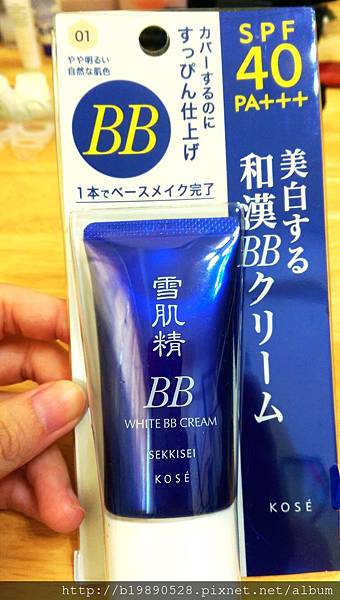 01
やや明るい
自然な肌色
カバーするのに
すっぴん仕上げ
BB
1本でベースメイク完了
SPF
40
PA+++
美白する
和漢BBクリーム
KOSÉ
雪肌精
BB
WHITE BB CREAM
SEKKISEI
KOSÉ
http://b19890528.pixnet.net/album